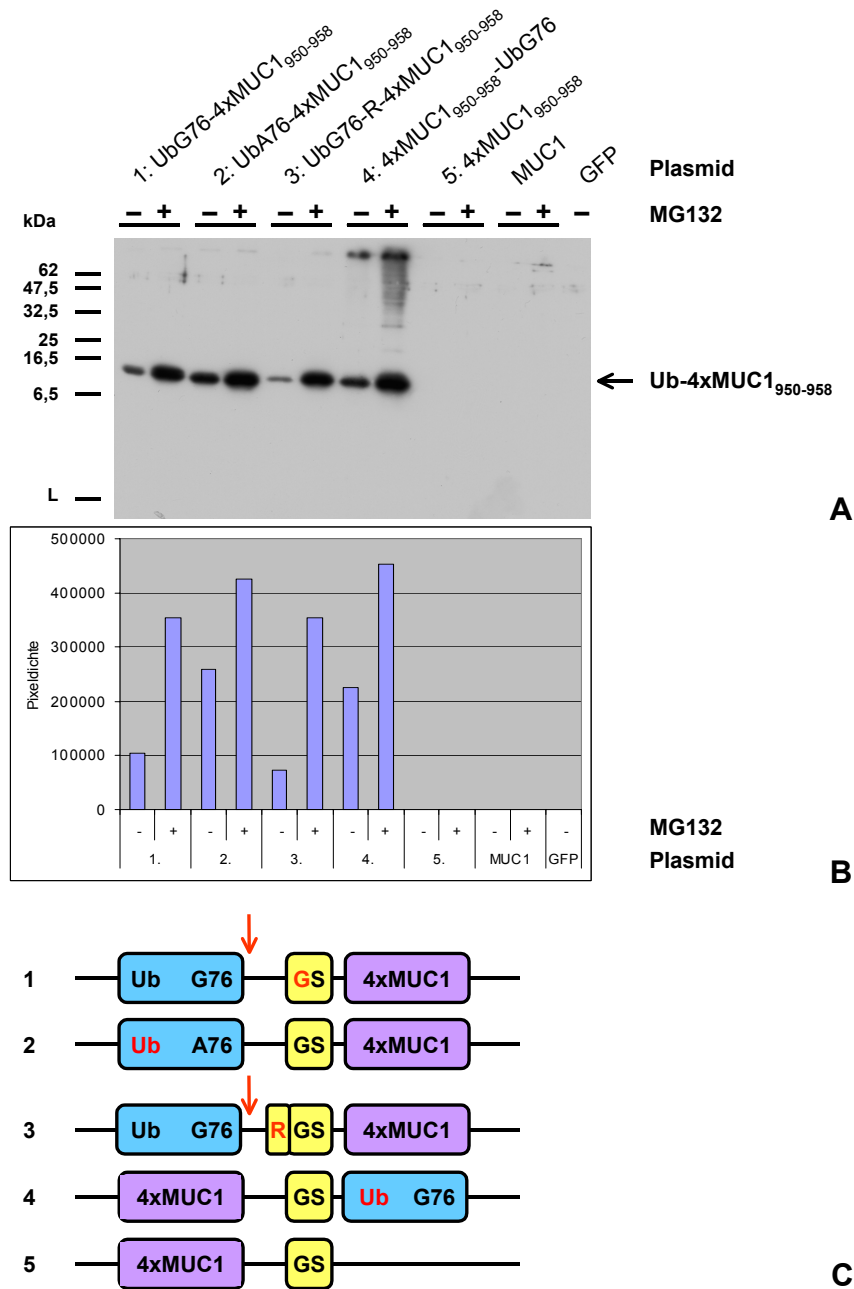 1: UbG76-4xMUC1950-958
2: UbA76-4xMUC1950-958
3: UbG76-R-4xMUC1950-958
4: 4xMUC1950-958-UbG76
5: 4xMUC1950-958
MUC1
GFP
Plasmid
– + – + – + – + – + – + –
MG132
kDa
62
47,5
32,5
25
16,5
6,5
L
Ub-4xMUC1950-958
A
500000
400000
300000
200000
100000
0
Pixeldichte
- + - + - + - + - + - + -
MG132
1. 2. 3. 4. 5. MUC1 GFP
Plasmid
B
1 Ub G76 GS 4xMUC1
2 Ub A76 GS 4xMUC1
3 Ub G76 R GS 4xMUC1
4 4xMUC1 GS Ub G76
5 4xMUC1 GS
C